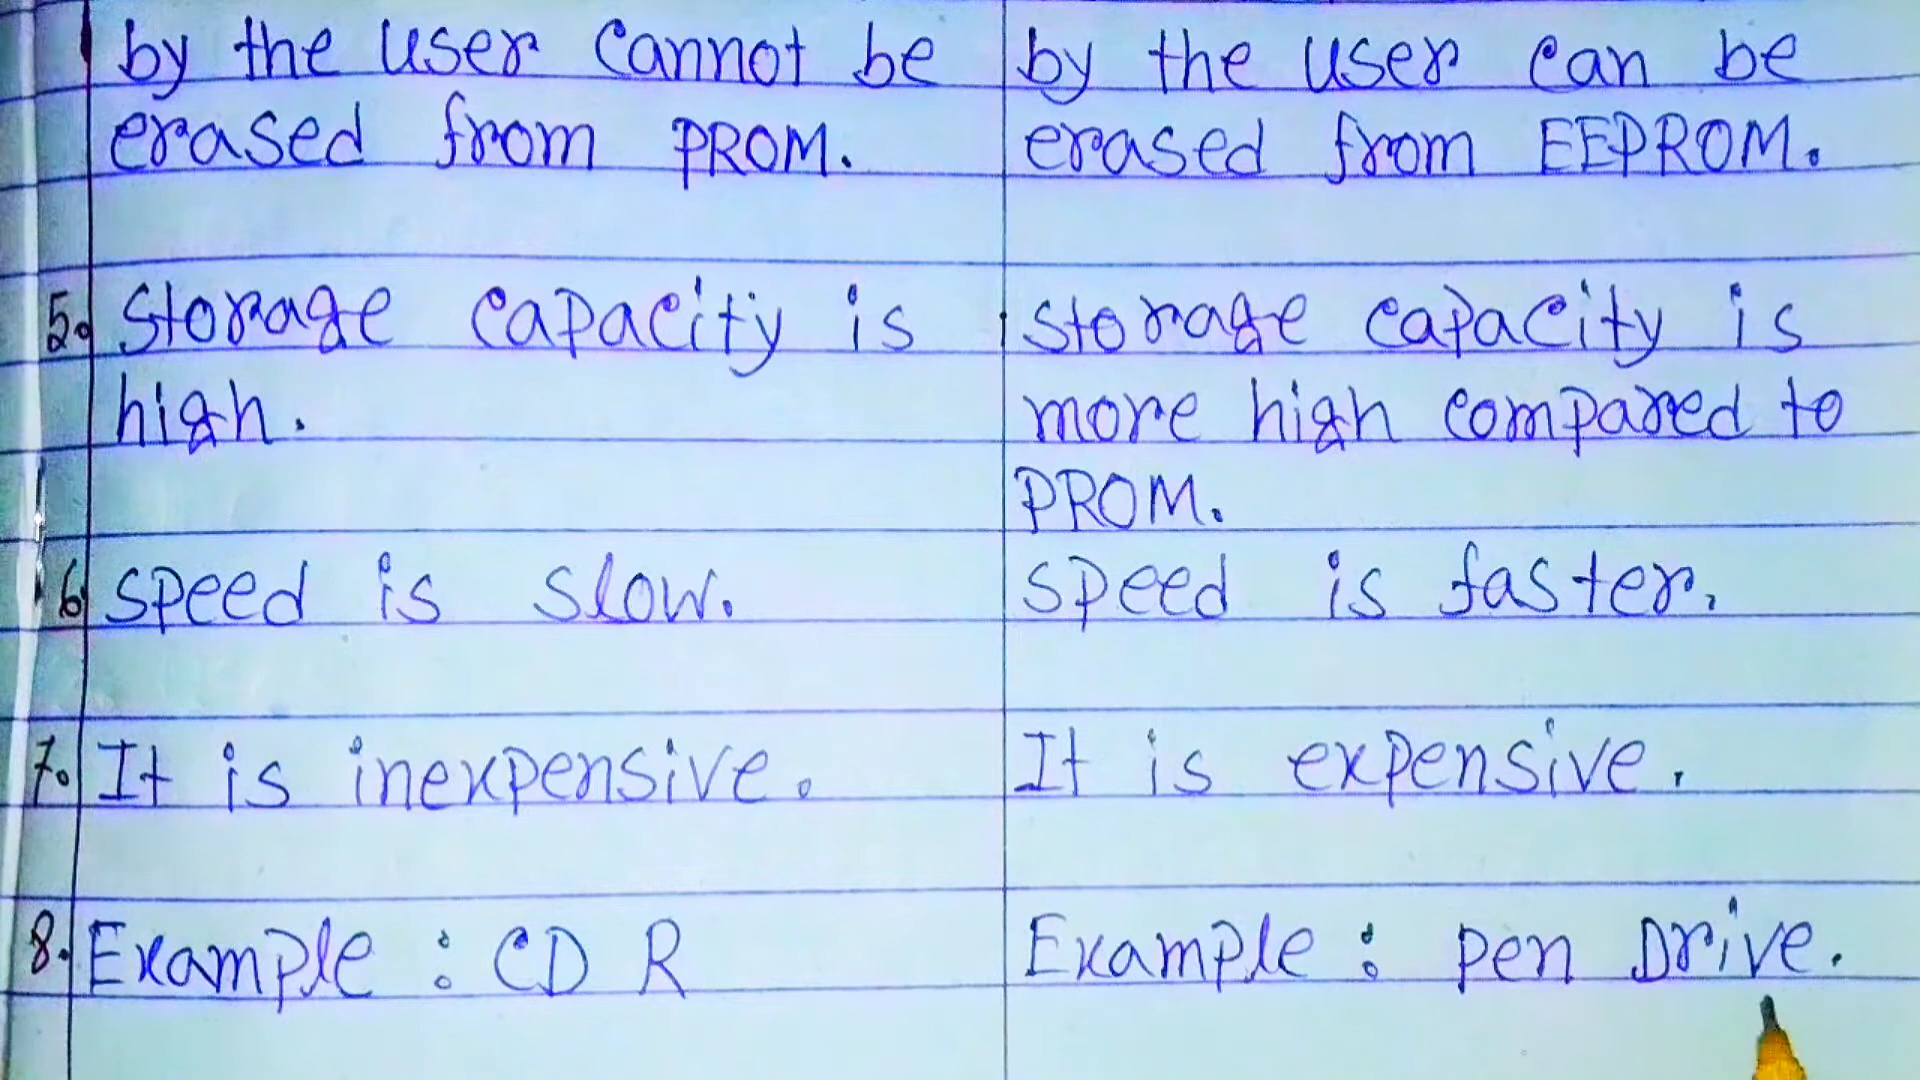 by the user cannot be
erased from PROM.
5. Storage capacity is
high.
6 speed is slow.
7. It is inexpensive.
8. Example : CD R
by the user can be
erased from EEPROM.
storage capacity is
more high compared to
PROM.
speed is faster.
It is expensive.
Example : pen Drive.